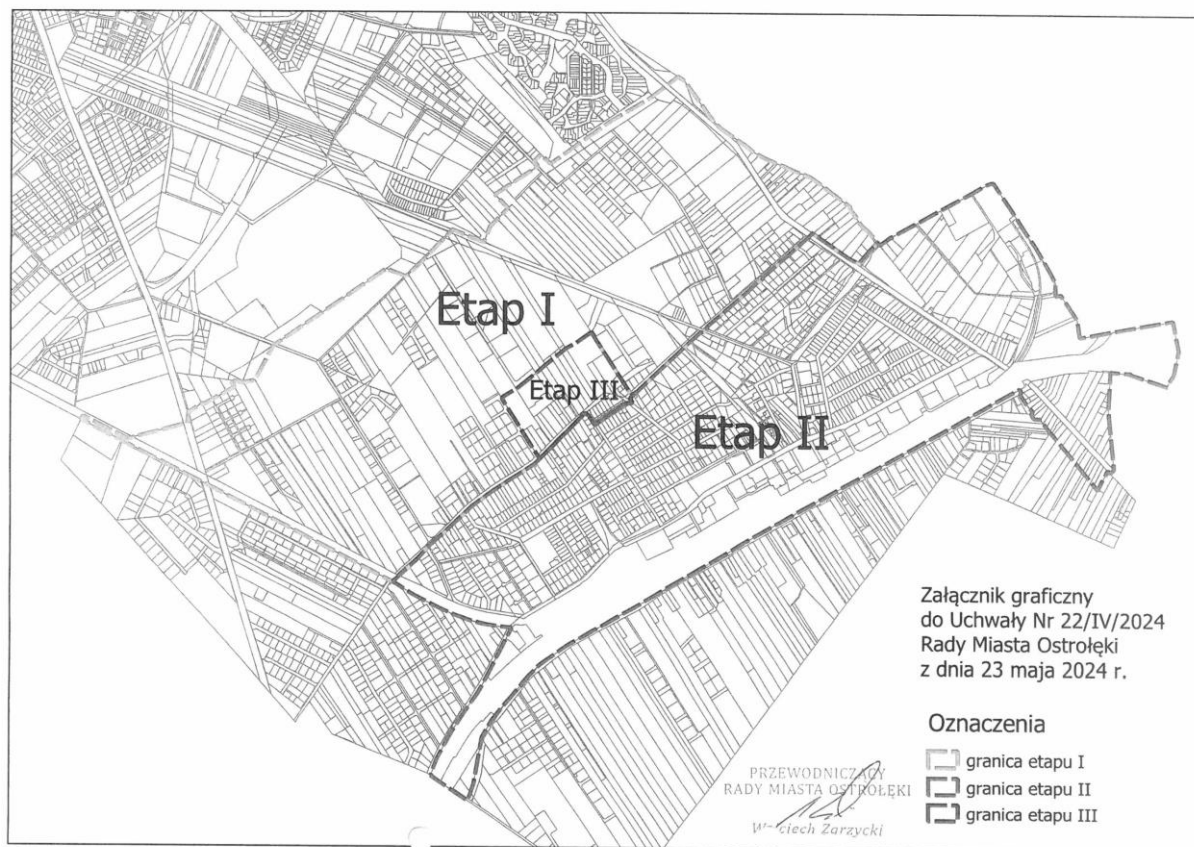 Etap I
Etap III
Etap II
Załącznik graficzny
do Uchwały Nr 22/IV/2024
Rady Miasta Ostrołęki
z dnia 23 maja 2024 r.
Oznaczenia
granica etapu I
granica etapu II
granica etapu III
PRZEWODNICZĄCY
RADY MIASTA OSTROŁĘKI
Wojciech Zarzycki